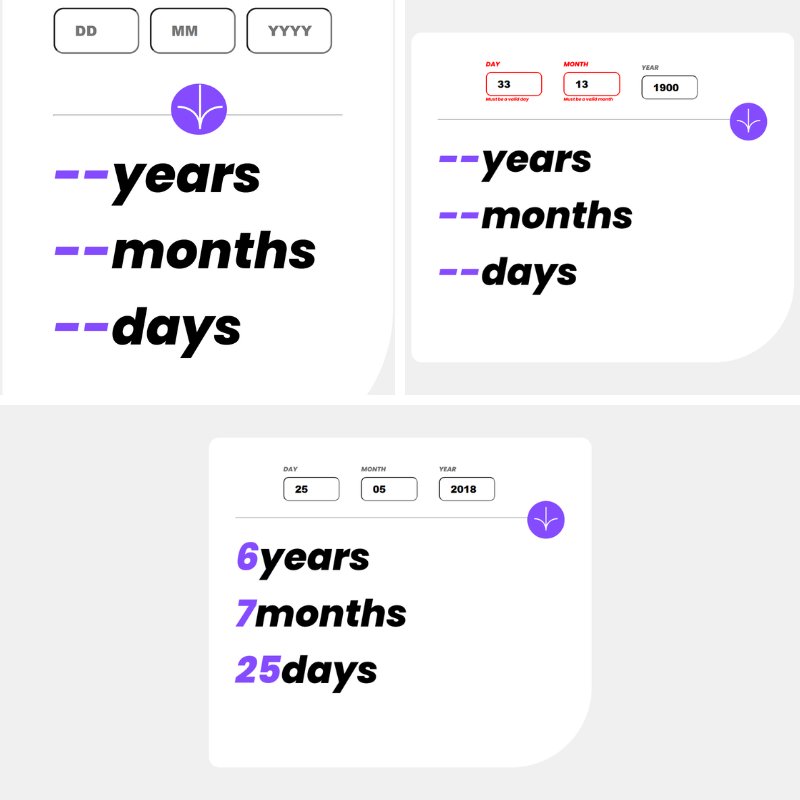 DD MM YYYY
--years
--months
--days
DAY MONTH YEAR
33 13 1900
Must be a valid day Must be a valid month
--years
--months
--days
DAY MONTH YEAR
25 05 2018
6years
7months
25days